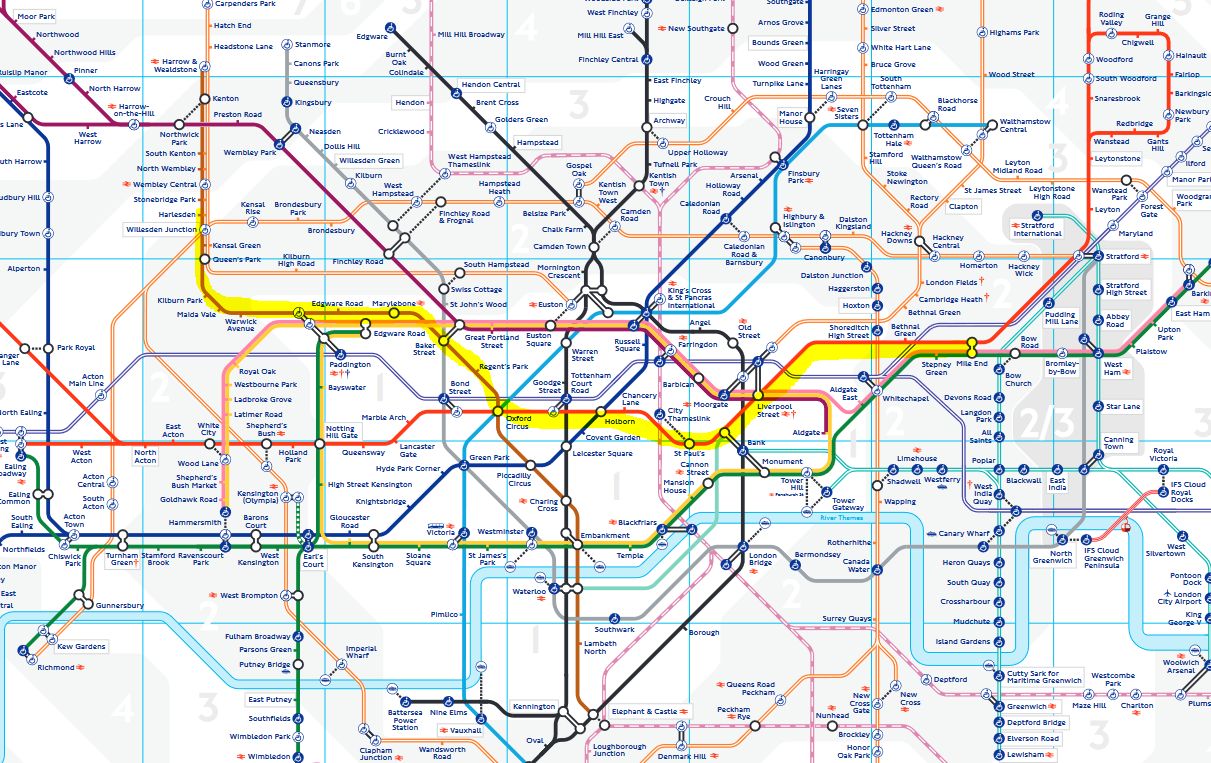 Carpenders Park
Hatch End
Headstone Lane
Harrow &
Wealdstone
Kenton
Preston Road
Moor Park
Northwood
Northwood Hills
Ruislip Manor
Pinner
Eastcote
North Harrow
Harrow-
on-the-Hill
West
Harrow
Northwick
Park
South Kenton
North Wembley
Wembley Central
Stonebridge Park
Harlesden
Willesden Junction
Kensal Green
Queen's Park
Kilburn Park
Maida Vale
Warwick
Avenue
Edgware Road
Marylebone
Stanmore
Canons Park
Queensbury
Kingsbury
Neasden
Wembley Park
Dollis Hill
Willesden Green
Kilburn
West
Hampstead
Edgware
Burnt
Oak
Colindale
Hendon Central
Brent Cross
Golders Green
Hampstead
Hendon
Cricklewood
Mill Hill Broadway
West Hampstead
Thameslink
Finchley Road
& Frognal
Hampstead
Heath
Belsize Park
Chalk Farm
Camden Town
Mornington
Crescent
Gospel
Oak
Kentish
Town
West
Kentish
Town
Camden
Road
West Finchley
Mill Hill East
Finchley Central
East Finchley
Highgate
Archway
Upper Holloway
Tufnell Park
New Southgate
Crouch
Hill
Southgate
Arnos Grove
Bounds Green
Wood Green
Turnpike Lane
Harringay
Green
Lanes
Manor
House
Seven
Sisters
South
Tottenham
Edmonton Green
Silver Street
White Hart Lane
Bruce Grove
Tottenham
Hale
Blackhorse
Road
Walthamstow
Central
Walthamstow
Queen's Road
Highams Park
Wood Street
Leyton
Midland Road
Leytonstone
High Road
St James Street
Clapton
Stamford
Hill
Stoke
Newington
Rectory
Road
Hackney
Downs
Hackney
Central
Homerton
Hackney
Wick
London Fields
Cambridge Heath
Bethnal Green
Roding
Valley
Grange
Hill
Chigwell
Hainault
Fairlop
Barkingside
Newbury
Park
Redbridge
Gants
Hill
Wanstead
Woodford
South Woodford
Snaresbrook
Leytonstone
Leyton
Wanstead
Park
Forest
Gate
Maryland
Ilford
Manor Park
Woodgrange
Park
Stratford
International
Stratford
Stratford
High Street
Pudding
Mill Lane
Abbey
Road
Upton
Park
East Ham
Plaistow
West
Ham
Bromley-
by-Bow
Bow
Road
Bow
Church
Mile End
Stepney
Green
Bethnal
Green
Devons Road
Langdon
Park
All
Saints
Poplar
Star Lane
Canning
Town
Royal
Victoria
IFS Cloud
Royal
Docks
Blackwall
East
India
West
India
Quay
Westferry
Limehouse
Shadwell
Wapping
Whitechapel
Aldgate
East
Aldgate
Tower
Hill
Tower
Gateway
Fenchurch St
River Thames
Arsenal
Holloway
Road
Caledonian
Road
Finsbury
Park
Highbury &
Islington
Caledonian
Road &
Barnsbury
Canonbury
Dalston
Kingsland
Dalston Junction
Haggerston
Hoxton
Shoreditch
High Street
Old
Street
Angel
Farringdon
King's Cross
& St Pancras
International
Euston
Euston
Square
Great Portland
Street
Warren
Street
Russell
Square
Goodge
Street
Tottenham
Court
Road
Regent's Park
Baker
Street
Finchley Road
Swiss Cottage
South Hampstead
St John's Wood
Kensal
Rise
Brondesbury
Park
Brondesbury
Kilburn
High Road
Edgware Road
Paddington
Bayswater
Royal Oak
Westbourne Park
Ladbroke Grove
Latimer Road
Shepherd's
Bush
White
City
Wood Lane
Shepherd's
Bush Market
Goldhawk Road
Hammersmith
Holland
Park
Notting
Hill Gate
Queensway
Lancaster
Gate
Marble Arch
Bond
Street
Oxford
Circus
Holborn
Chancery
Lane
City
Thameslink
St Paul's
Barbican
Moorgate
Liverpool
Street
Bank
Monument
Cannon
Street
Mansion
House
Blackfriars
Temple
Embankment
Charing
Cross
Leicester Square
Covent Garden
Piccadilly
Circus
Green Park
Hyde Park Corner
Knightsbridge
Victoria
Westminster
St James's
Park
Sloane
Square
South
Kensington
Gloucester
Road
High Street Kensington
Kensington
(Olympia)
Earl's
Court
Barons
Court
West
Kensington
Ravenscourt
Park
Stamford
Brook
Turnham
Green
Chiswick
Park
Acton
Town
South
Acton
Acton
Central
Acton
Main Line
East
Acton
North
Acton
West
Acton
Park Royal
Hanger
Lane
Alperton
North Ealing
Ealing
Broadway
Ealing
Common
South
Ealing
Northfields
Gunnersbury
Kew Gardens
Richmond
West Brompton
Fulham Broadway
Parsons Green
Putney Bridge
East Putney
Southfields
Wimbledon Park
Wimbledon
Imperial
Wharf
Clapham
Junction
Wandsworth
Road
Battersea
Power
Station
Nine Elms
Vauxhall
Pimlico
Kennington
Oval
Waterloo
Lambeth
North
Southwark
London
Bridge
Borough
Elephant & Castle
Loughborough
Junction
Denmark Hill
Peckham
Rye
Queens Road
Peckham
Nunhead
Brockley
Honor
Oak Park
New
Cross
Gate
New
Cross
Surrey Quays
Canada
Water
Rotherhithe
Bermondsey
Canary Wharf
Heron Quays
South Quay
Crossharbour
Mudchute
Island Gardens
Cutty Sark for
Maritime Greenwich
Greenwich
Deptford Bridge
Elverson Road
Lewisham
Deptford
Maze Hill
Westcombe
Park
Charlton
Woolwich
Arsenal
North
Greenwich
IFS Cloud
Greenwich
Peninsula
West
Silvertown
Pontoon
Dock
London
City Airport
King
George V